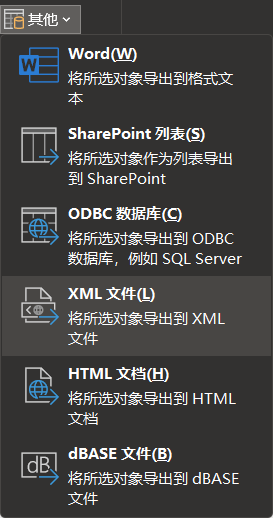 其他
Word(W)
将所选对象导出到格式文
本
SharePoint 列表(S)
将所选对象作为列表导出
到 SharePoint
ODBC 数据库(C)
将所选对象导出到 ODBC
数据库，例如 SQL Server
XML 文件(L)
将所选对象导出到 XML
文件
HTML 文档(H)
将所选对象导出到 HTML
文档
dB
dBASE 文件(B)
将所选对象导出到 dBASE
文件